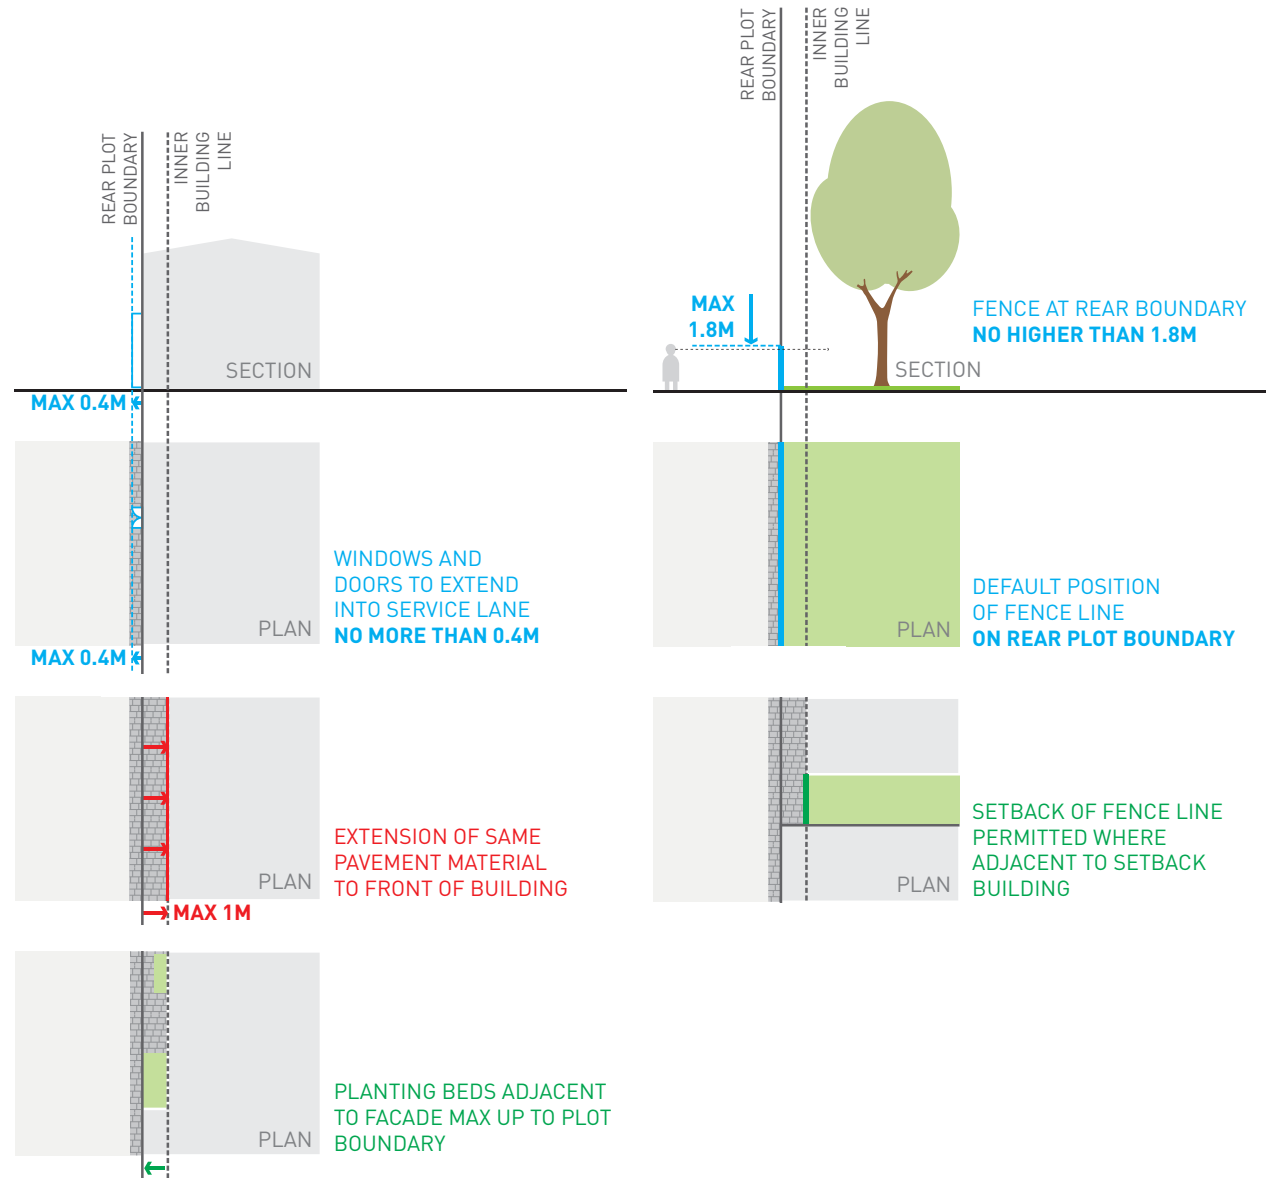 REAR PLOT
BOUNDARY
INNER
BUILDING
LINE
SECTION
MAX 0.4M
PLAN
WINDOWS AND
DOORS TO EXTEND
INTO SERVICE LANE
NO MORE THAN 0.4M
MAX 0.4M
EXTENSION OF SAME
PAVEMENT MATERIAL
TO FRONT OF BUILDING
PLAN
MAX 1M
PLANTING BEDS ADJACENT
TO FACADE MAX UP TO PLOT
BOUNDARY
PLAN
REAR PLOT
BOUNDARY
INNER
BUILDING
LINE
MAX
1.8M
FENCE AT REAR BOUNDARY
NO HIGHER THAN 1.8M
SECTION
DEFAULT POSITION
OF FENCE LINE
ON REAR PLOT BOUNDARY
PLAN
SETBACK OF FENCE LINE
PERMITTED WHERE
ADJACENT TO SETBACK
BUILDING
PLAN